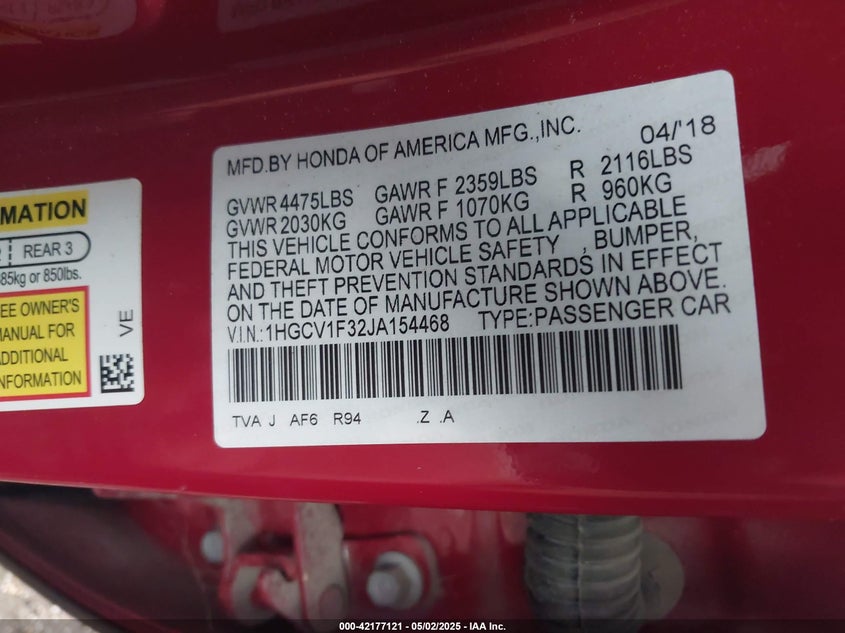 MATION
REAR 3
85kg or 850lbs.
EE OWNER'S
MANUAL FOR
ADDITIONAL
NFORMATION
VE
MFD.BY HONDA OF AMERICA MFG.,INC. 04/'18
GVWR 4475LBS GAWR F 2359LBS R 2116LBS
GVWR 2030KG GAWR F 1070KG R 960KG
THIS VEHICLE CONFORMS TO ALL APPLICABLE
FEDERAL MOTOR VEHICLE SAFETY , BUMPER,
AND THEFT PREVENTION STANDARDS IN EFFECT
ON THE DATE OF MANUFACTURE SHOWN ABOVE.
V.I.N.:1HGCV1F32JA154468 TYPE:PASSENGER CAR
TVA J AF6 R94 .Z .A
000-42177121 - 05/02/2025 - IAA Inc.